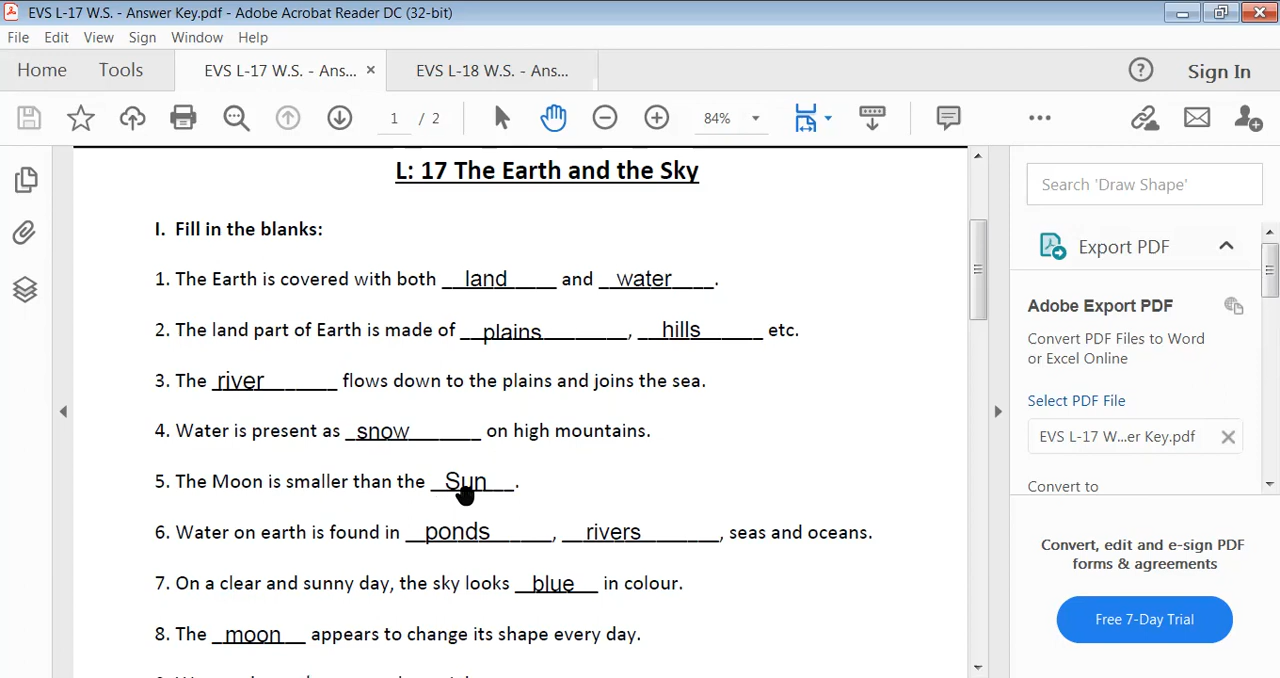 EVS L-17 W.S. - Answer Key.pdf - Adobe Acrobat Reader DC (32-bit)
File Edit View Sign Window Help
Home Tools EVS L-17 W.S. - Ans... × EVS L-18 W.S. - Ans... ? Sign In
1 / 2 84%
L: 17 The Earth and the Sky
I. Fill in the blanks:
1. The Earth is covered with both __land_____ and __water____.
2. The land part of Earth is made of __plains________, __hills______ etc.
3. The river_______ flows down to the plains and joins the sea.
4. Water is present as _snow_______ on high mountains.
5. The Moon is smaller than the _Sun___.
6. Water on earth is found in __ponds______, __rivers_______, seas and oceans.
7. On a clear and sunny day, the sky looks __blue__ in colour.
8. The _moon__ appears to change its shape every day.
Search 'Draw Shape'
Export PDF
Adobe Export PDF
Convert PDF Files to Word
or Excel Online
Select PDF File
EVS L-17 W...er Key.pdf
Convert to
Convert, edit and e-sign PDF
forms & agreements
Free 7-Day Trial